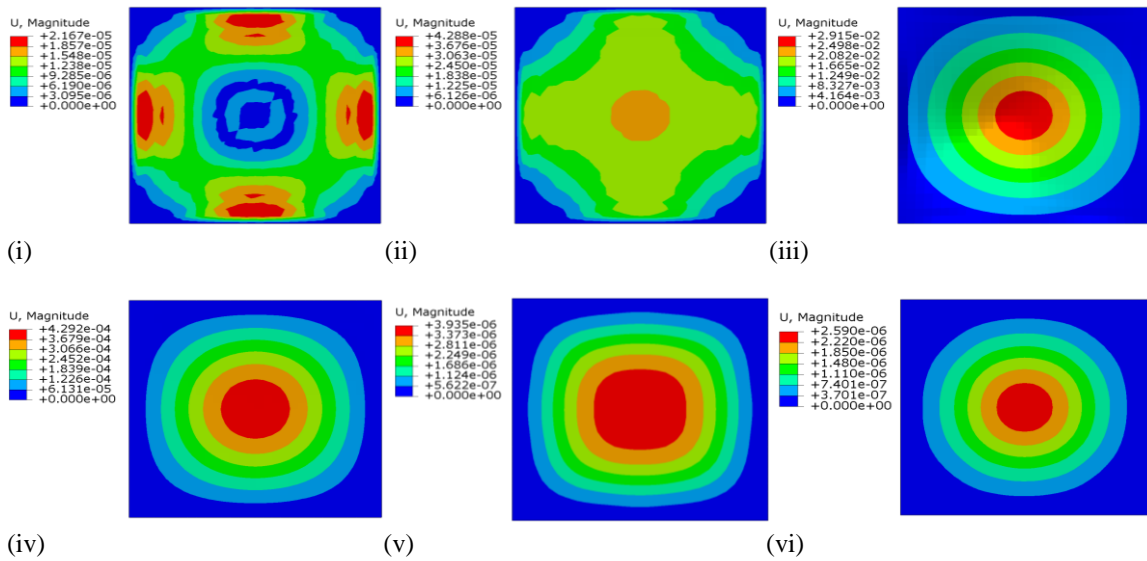 U, Magnitude
+2.167e-05
+1.857e-05
+1.548e-05
+1.238e-05
+9.285e-06
+6.190e-06
+3.095e-06
+0.000e+00
(i)
U, Magnitude
+4.288e-05
+3.676e-05
+3.063e-05
+2.450e-05
+1.838e-05
+1.225e-05
+6.126e-06
+0.000e+00
(ii)
U, Magnitude
+2.915e-02
+2.498e-02
+2.082e-02
+1.665e-02
+1.249e-02
+8.327e-03
+4.164e-03
+0.000e+00
(iii)
U, Magnitude
+4.292e-04
+3.679e-04
+3.066e-04
+2.452e-04
+1.839e-04
+1.226e-04
+6.131e-05
+0.000e+00
(iv)
U, Magnitude
+3.935e-06
+3.373e-06
+2.811e-06
+2.249e-06
+1.686e-06
+1.124e-06
+5.622e-07
+0.000e+00
(v)
U, Magnitude
+2.590e-06
+2.220e-06
+1.850e-06
+1.480e-06
+1.110e-06
+7.401e-07
+3.701e-07
+0.000e+00
(vi)